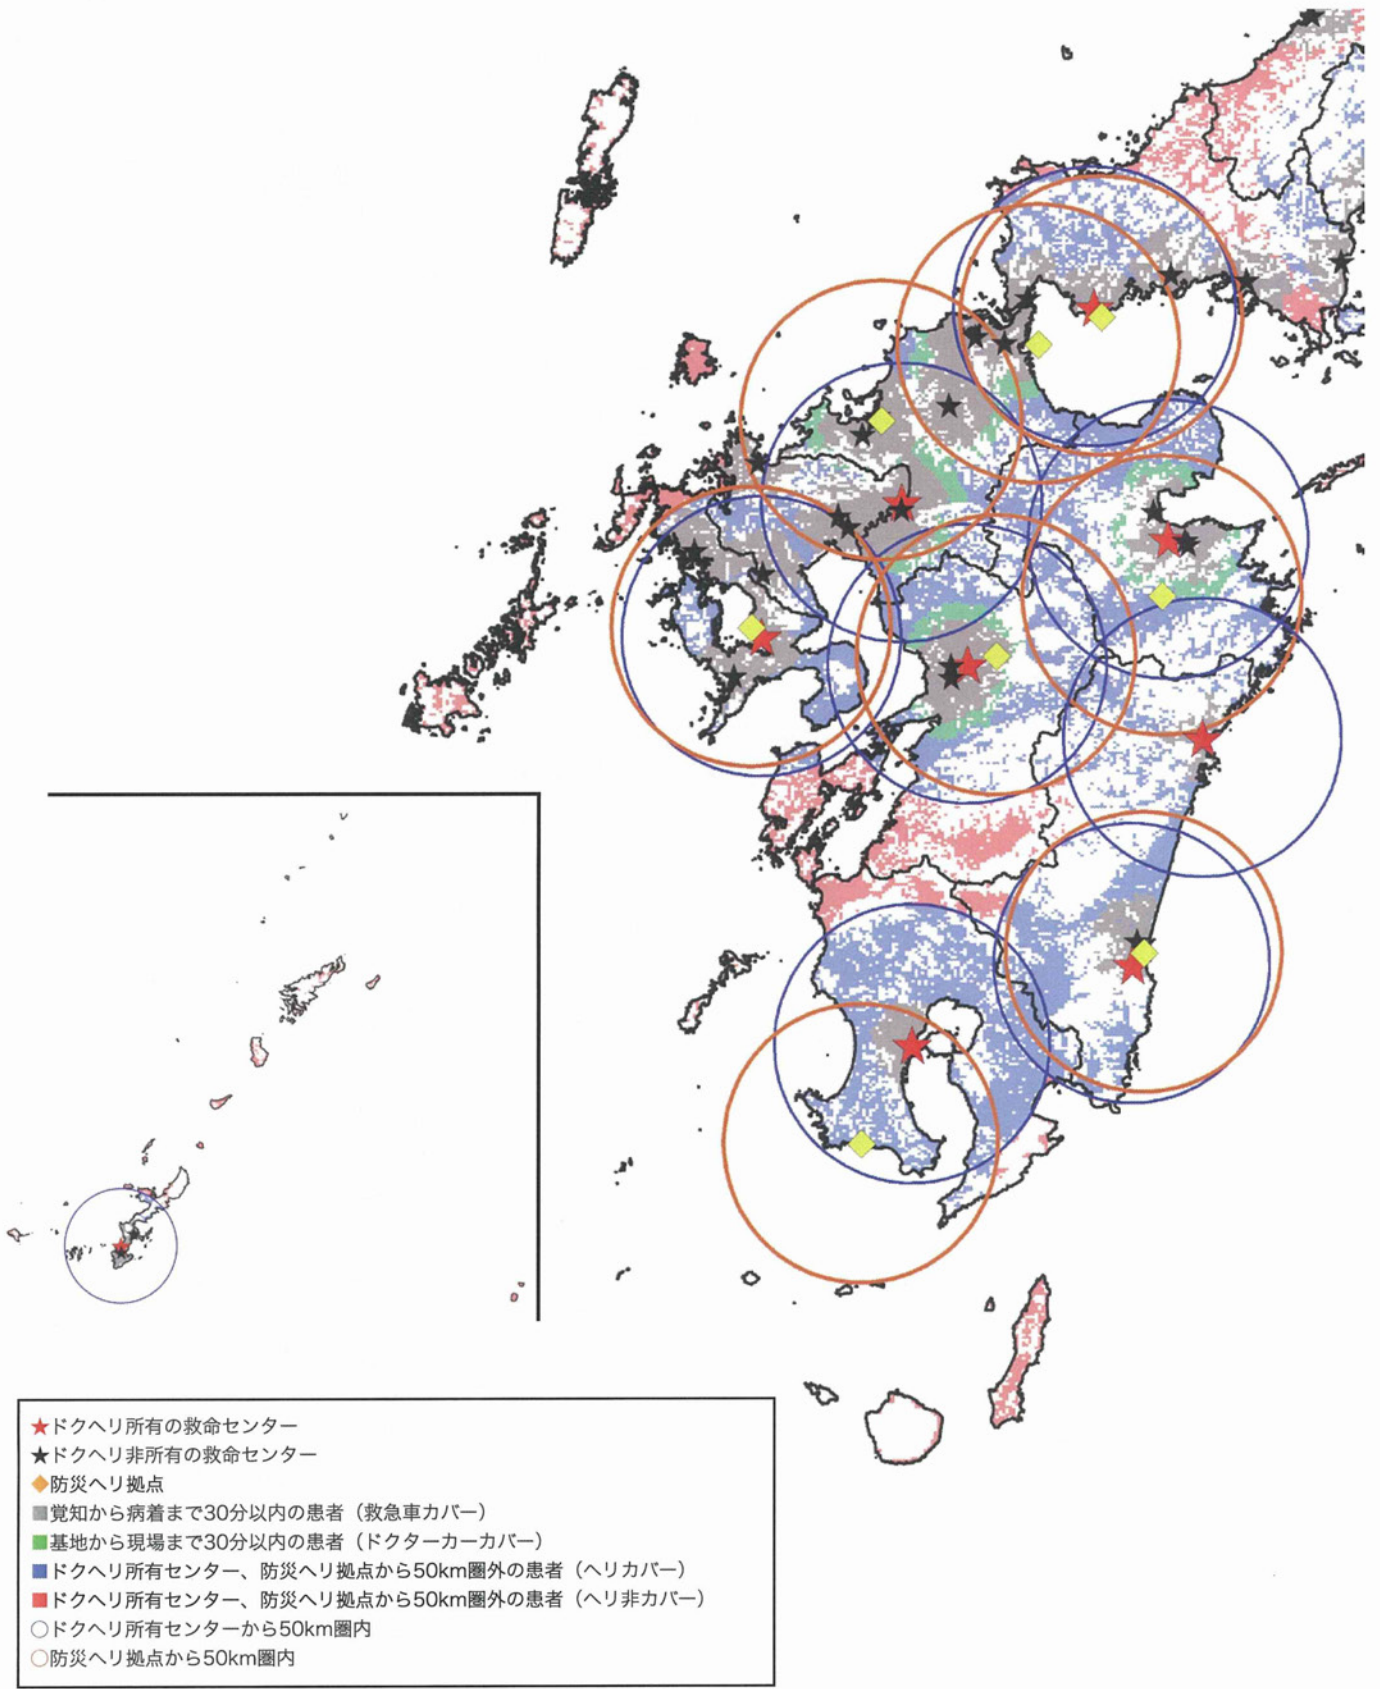 ★ドクヘリ所有の救命センター
★ドクヘリ非所有の救命センター
◆防災ヘリ拠点
■覚知から病着まで30分以内の患者（救急車カバー）
■基地から現場まで30分以内の患者（ドクターカーカバー）
■ドクヘリ所有センター、防災ヘリ拠点から50km圏外の患者（ヘリカバー）
■ドクヘリ所有センター、防災ヘリ拠点から50km圏外の患者（ヘリ非カバー）
○ドクヘリ所有センターから50km圏内
○防災ヘリ拠点から50km圏内